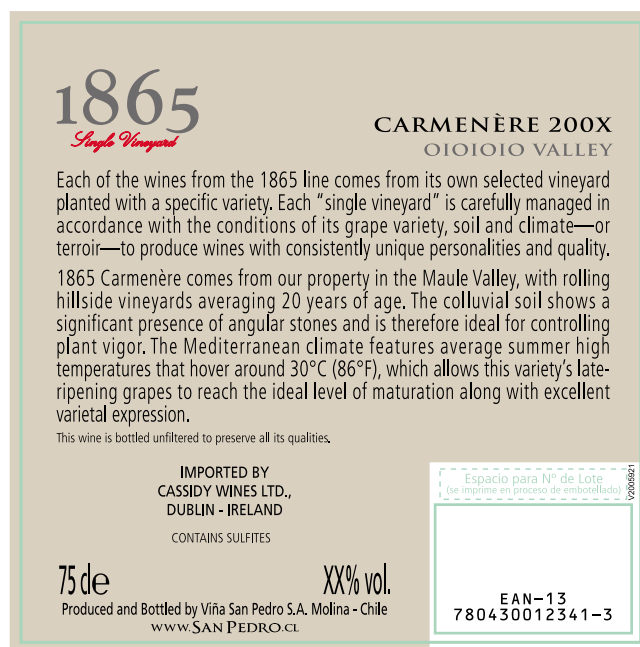 1865
Single Vineyard
CARMENÈRE 200X
OIOIOIO VALLEY
Each of the wines from the 1865 line comes from its own selected vineyard
planted with a specific variety. Each “single vineyard” is carefully managed in
accordance with the conditions of its grape variety, soil and climate—or
terroir—to produce wines with consistently unique personalities and quality.
1865 Carmenère comes from our property in the Maule Valley, with rolling
hillside vineyards averaging 20 years of age. The colluvial soil shows a
significant presence of angular stones and is therefore ideal for controlling
plant vigor. The Mediterranean climate features average summer high
temperatures that hover around 30°C (86°F), which allows this variety’s late-
ripening grapes to reach the ideal level of maturation along with excellent
varietal expression.
This wine is bottled unfiltered to preserve all its qualities.
IMPORTED BY
CASSIDY WINES LTD.,
DUBLIN - IRELAND
CONTAINS SULFITES
75 cl e XX% vol.
Produced and Bottled by Viña San Pedro S.A. Molina - Chile
WWW.SAN PEDRO.CL
Espacio para Nº de Lote
(se imprime en proceso de embotellado)
V2005921
EAN-13
780430012341-3